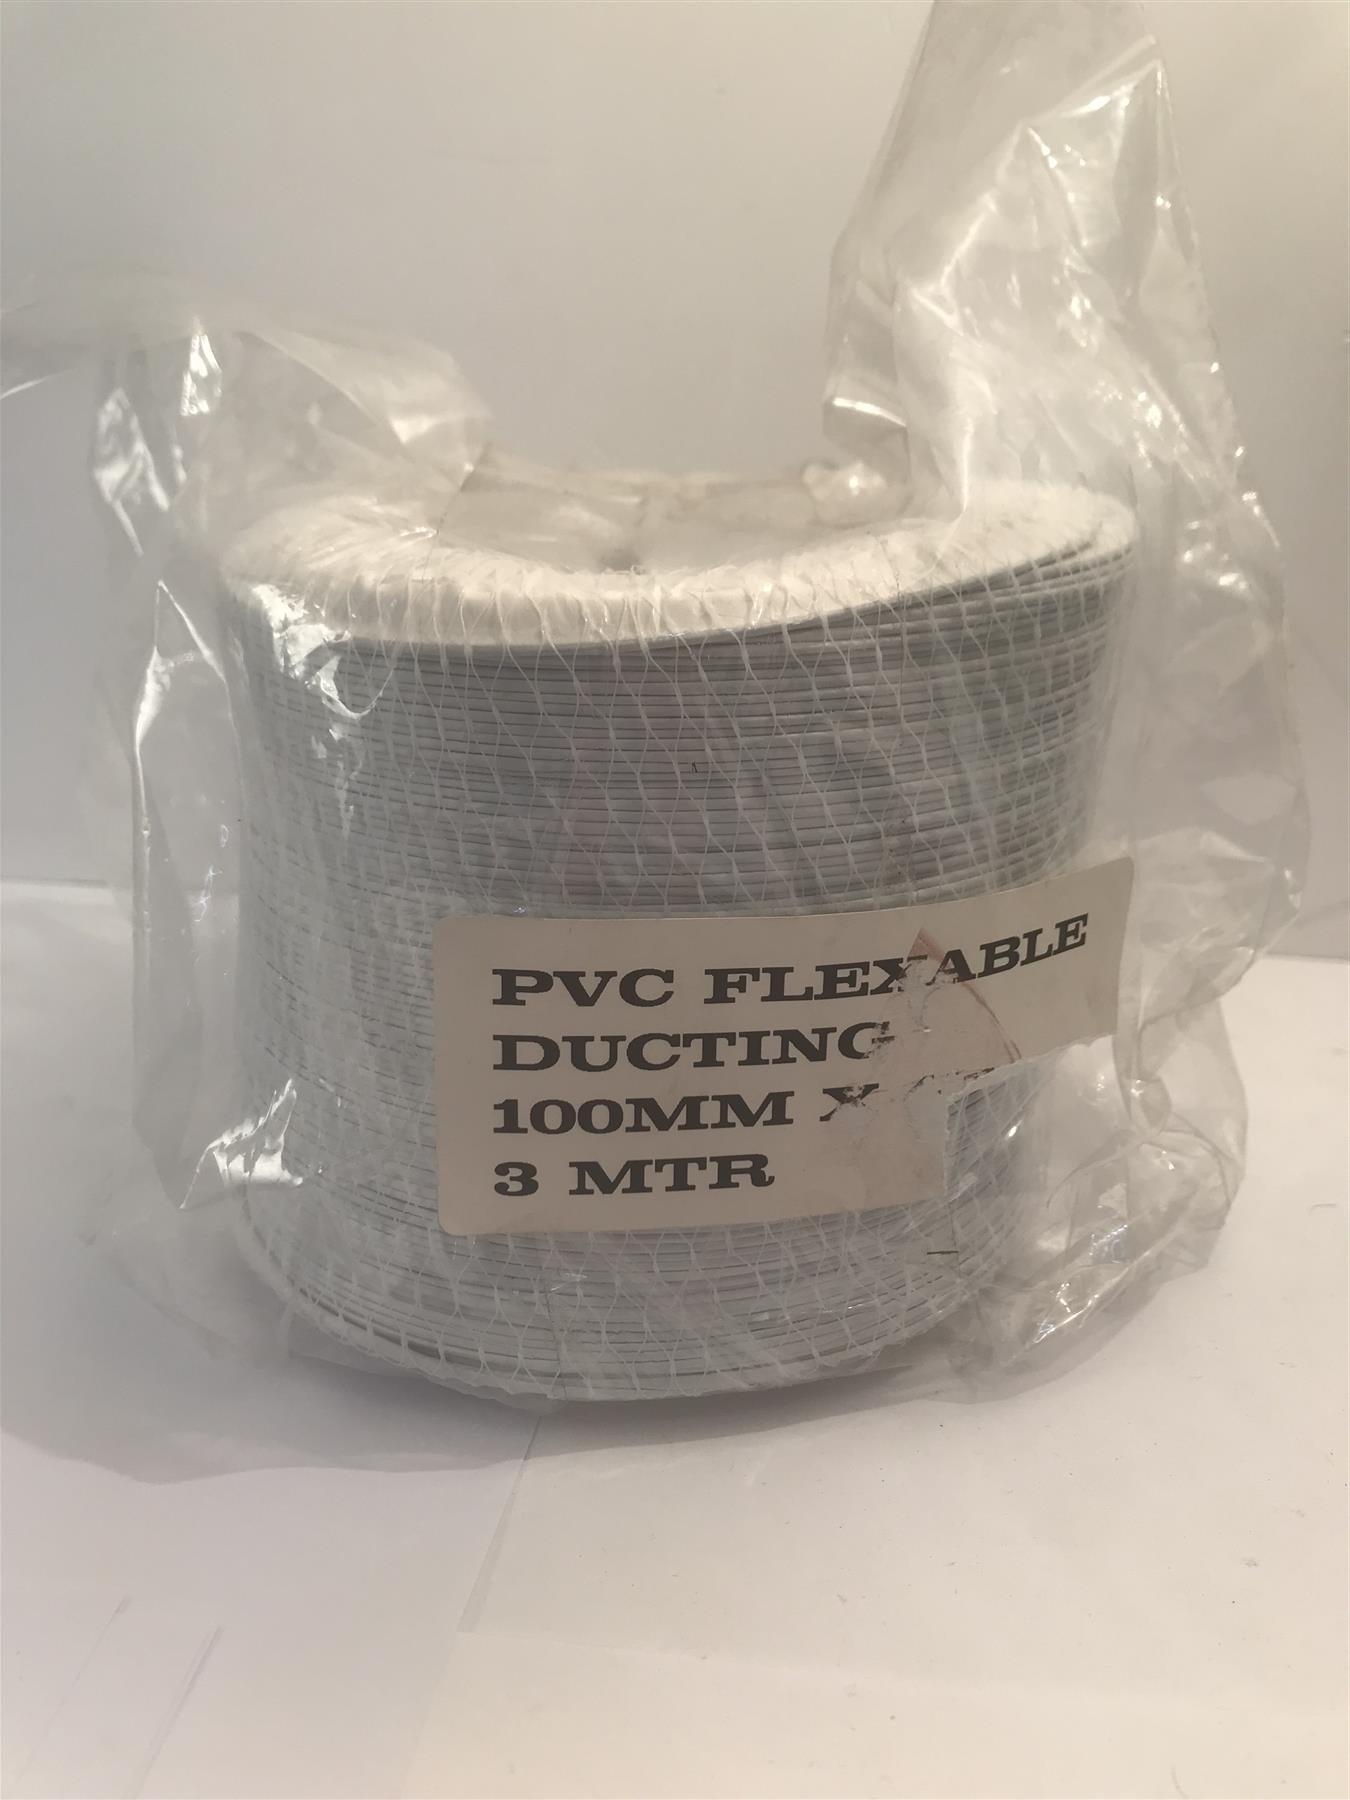 PVC FLEXABLE
DUCTING
100MM X
3 MTR